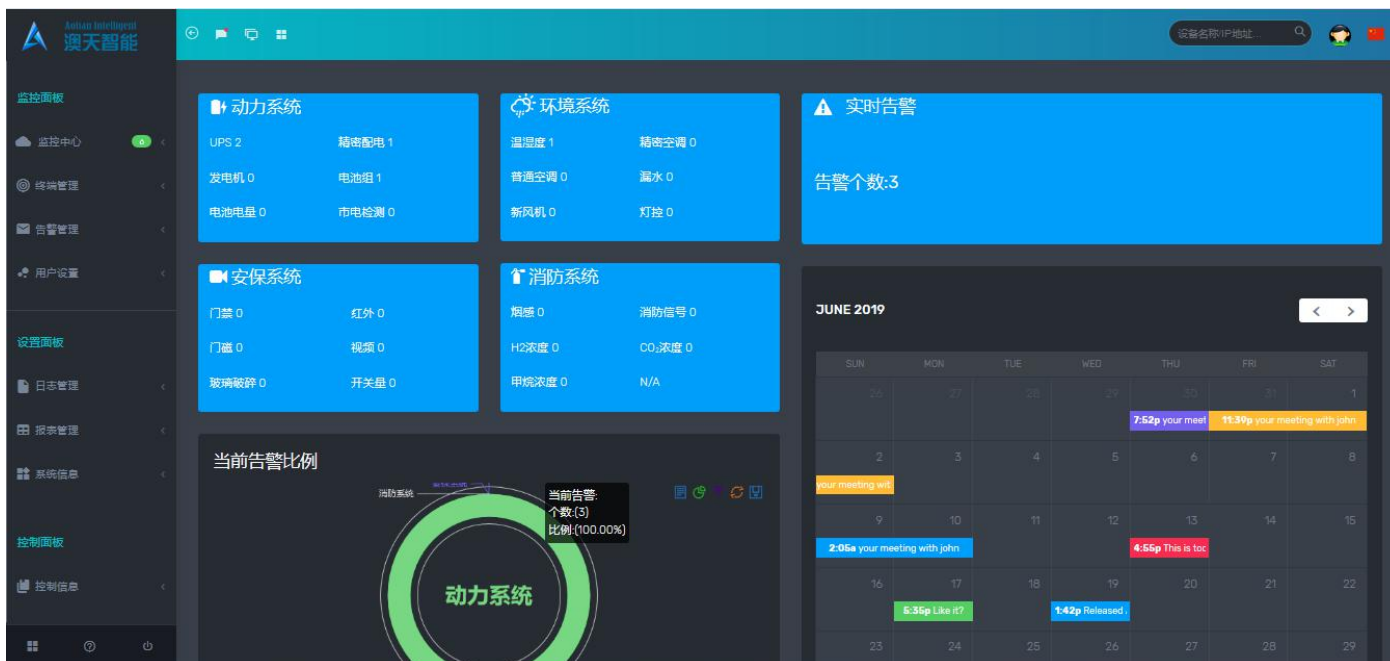 Aotian Intelligent
澳天智能
设备名称/IP地址...
监控面板
监控中心 6
终端管理
告警管理
用户设置
设置面板
日志管理
报表管理
系统信息
控制面板
控制信息
动力系统
UPS 2 精密配电 1
发电机 0 电池组 1
电池电量 0 市电检测 0
环境系统
温湿度 1 精密空调 0
普通空调 0 漏水 0
新风机 0 灯控 0
实时告警
告警个数:3
安保系统
门禁 0 红外 0
门磁 0 视频 0
玻璃破碎 0 开关量 0
消防系统
烟感 0 消防信号 0
H2浓度 0 CO₂浓度 0
甲烷浓度 0 N/A
当前告警比例
消防系统
当前告警:
个数:(3)
比例:(100.00%)
动力系统
JUNE 2019
SUN MON TUE WED THU FRI SAT
26 27 28 29 30 31 1
7:52p your meet 11:39p your meeting with john
2 3 4 5 6 7 8
your meeting wit
9 10 11 12 13 14 15
2:05a your meeting with john 4:55p This is toc
16 17 18 19 20 21 22
5:35p Like it? 1:42p Released
23 24 25 26 27 28 29